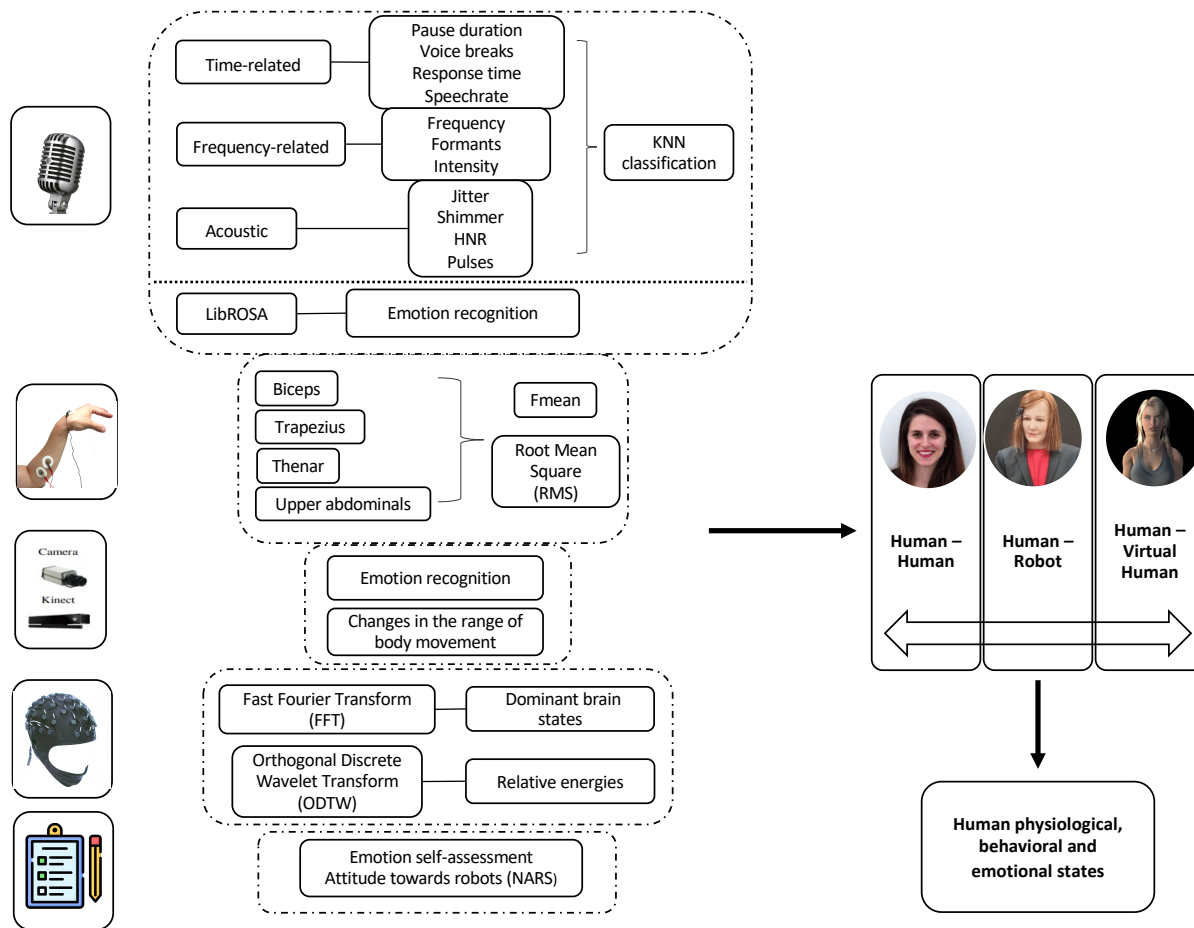 Time-related
Pause duration
Voice breaks
Response time
Speechrate
Frequency-related
Frequency
Formants
Intensity
KNN
classification
Acoustic
Jitter
Shimmer
HNR
Pulses
LibROSA
Emotion recognition
Biceps
Trapezius
Thenar
Upper abdominals
Fmean
Root Mean
Square
(RMS)
Camera
Kinect
Emotion recognition
Changes in the range of
body movement
Fast Fourier Transform
(FFT)
Dominant brain
states
Orthogonal Discrete
Wavelet Transform
(ODTW)
Relative energies
Emotion self-assessment
Attitude towards robots (NARS)
Human –
Human
Human –
Robot
Human –
Virtual
Human
Human physiological,
behavioral and
emotional states